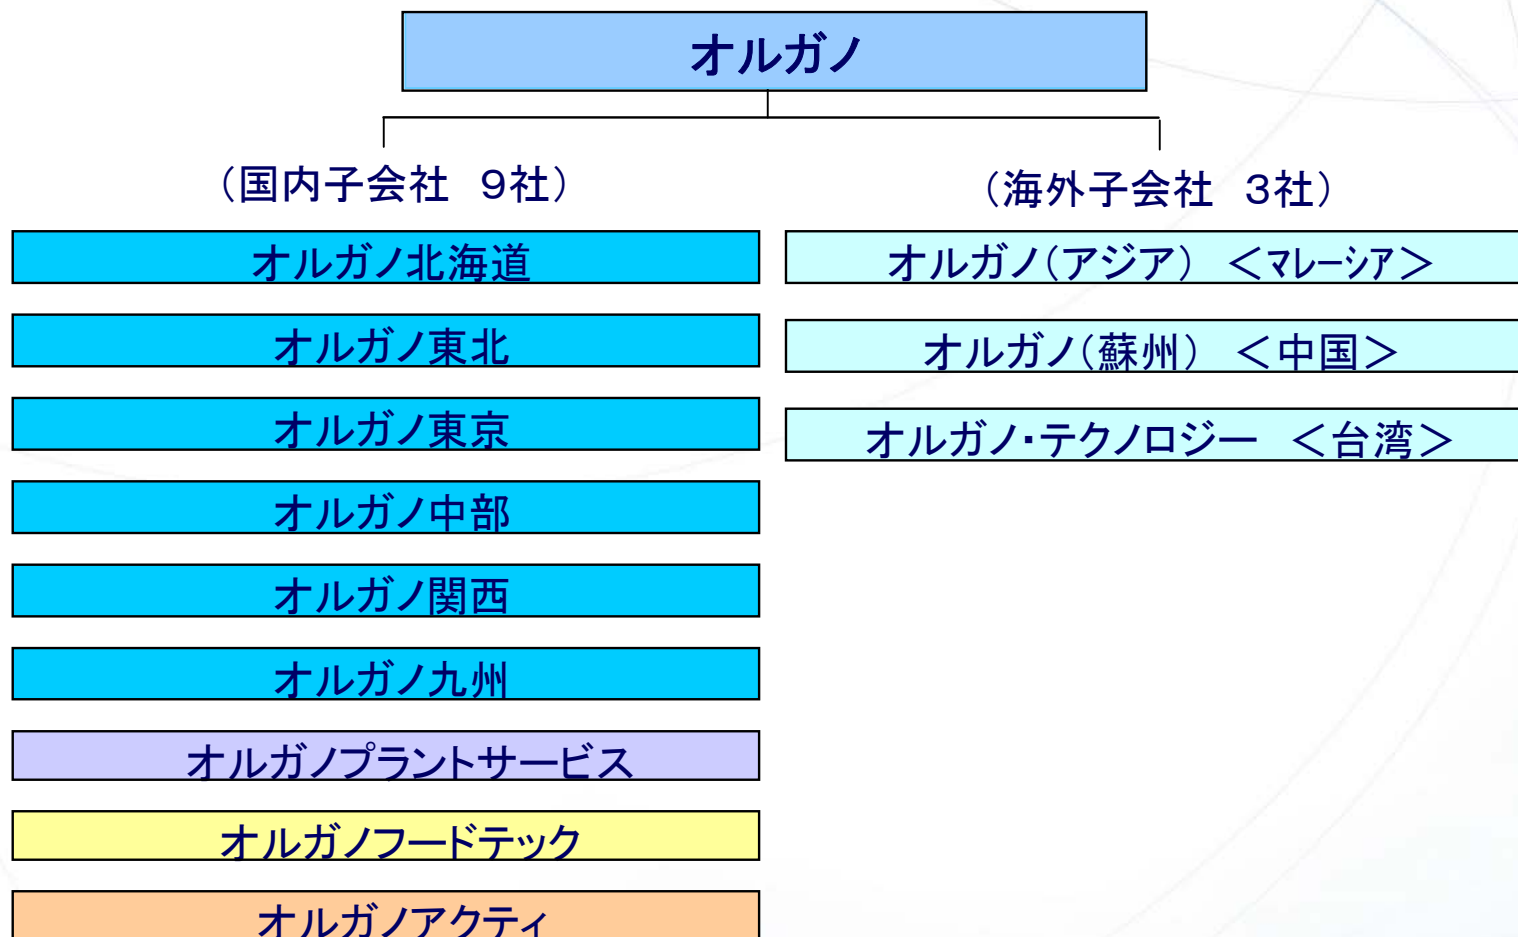 オルガノ
（国内子会社　９社）
オルガノ北海道
オルガノ東北
オルガノ東京
オルガノ中部
オルガノ関西
オルガノ九州
オルガノプラントサービス
オルガノフードテック
オルガノアクティ
（海外子会社　３社）
オルガノ（アジア）　＜ﾏﾚｰｼｱ＞
オルガノ（蘇州）　＜中国＞
オルガノ・テクノロジー　＜台湾＞